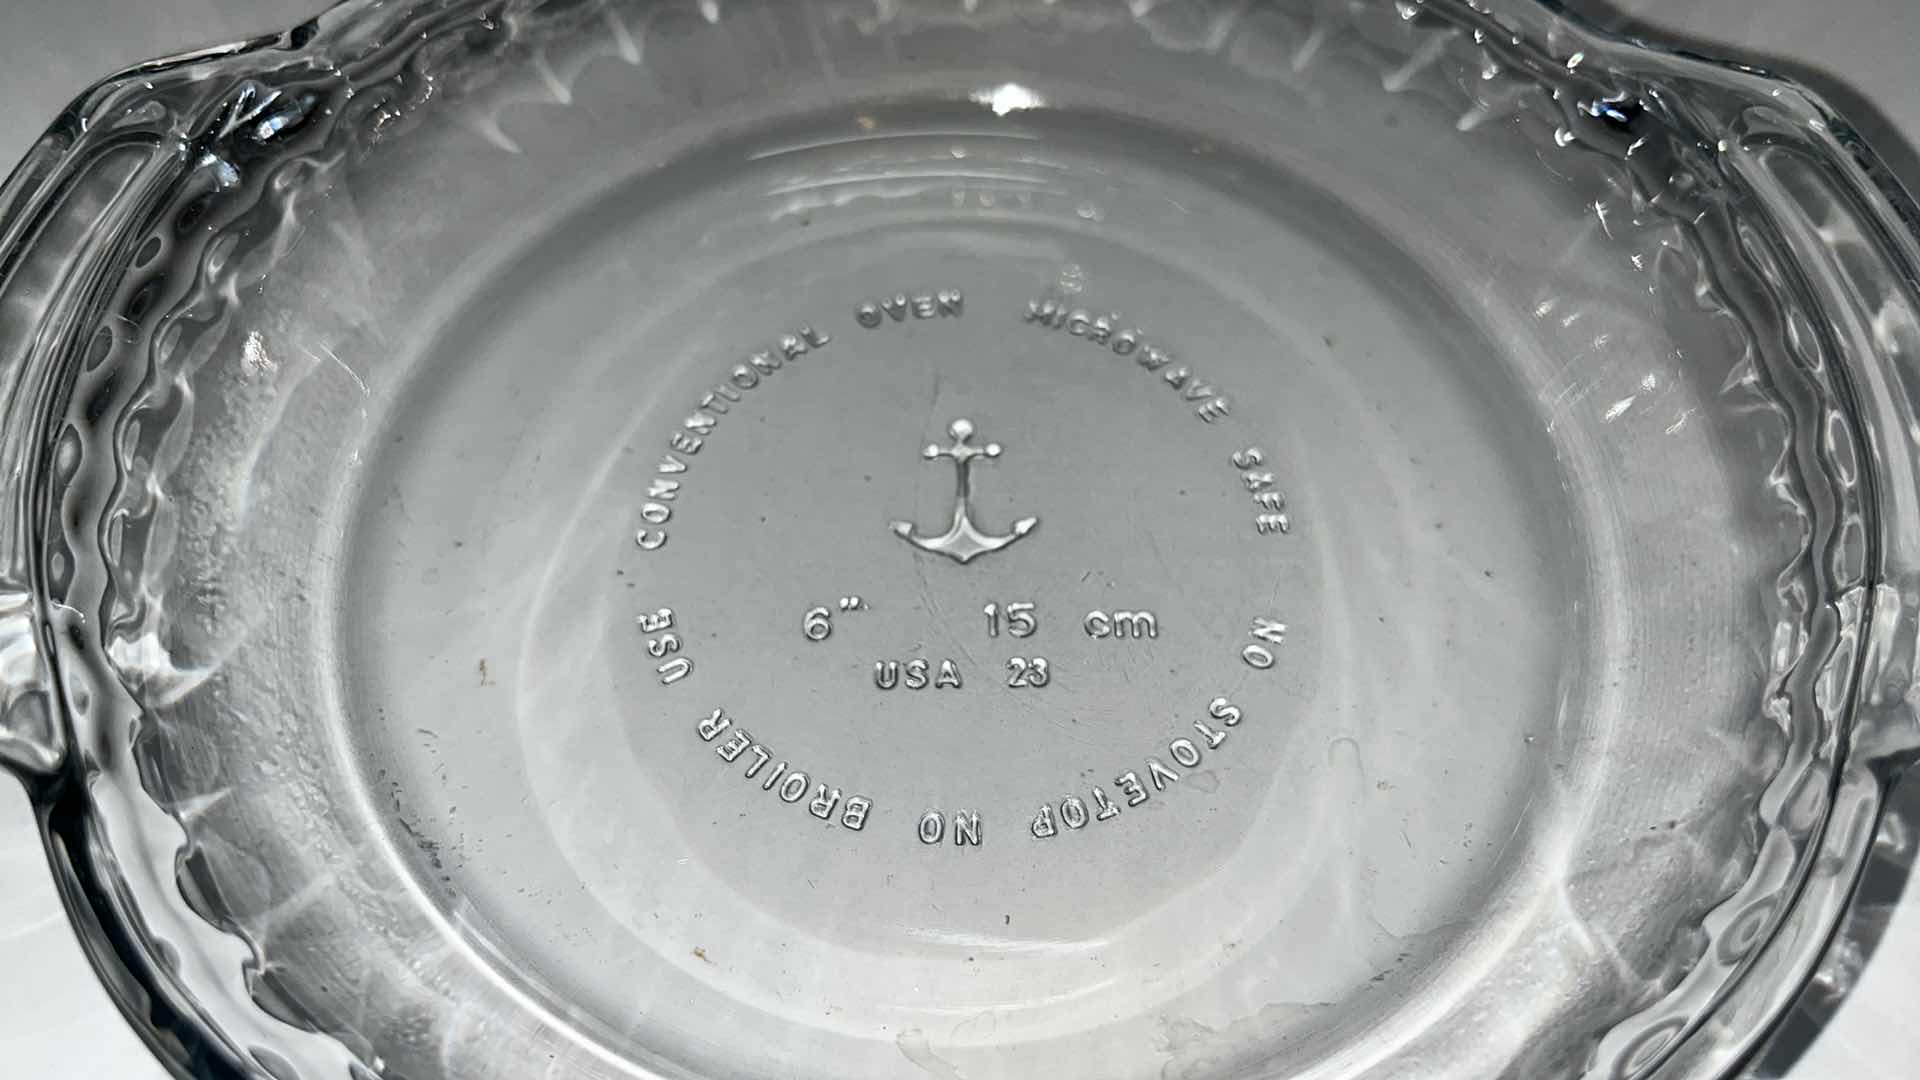 CONVENTIONAL OVEN MICROWAVE SAFE NO STOVETOP NO BROILER USE
6" 15 cm
USA 23